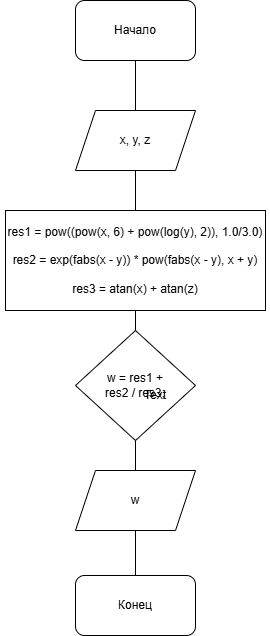 Начало
x, y, z
res1 = pow((pow(x, 6) + pow(log(y), 2)), 1.0/3.0)
res2 = exp(fabs(x - y)) * pow(fabs(x - y), x + y)
res3 = atan(x) + atan(z)
w = res1 +
res2 / res3;
Text
w
Конец